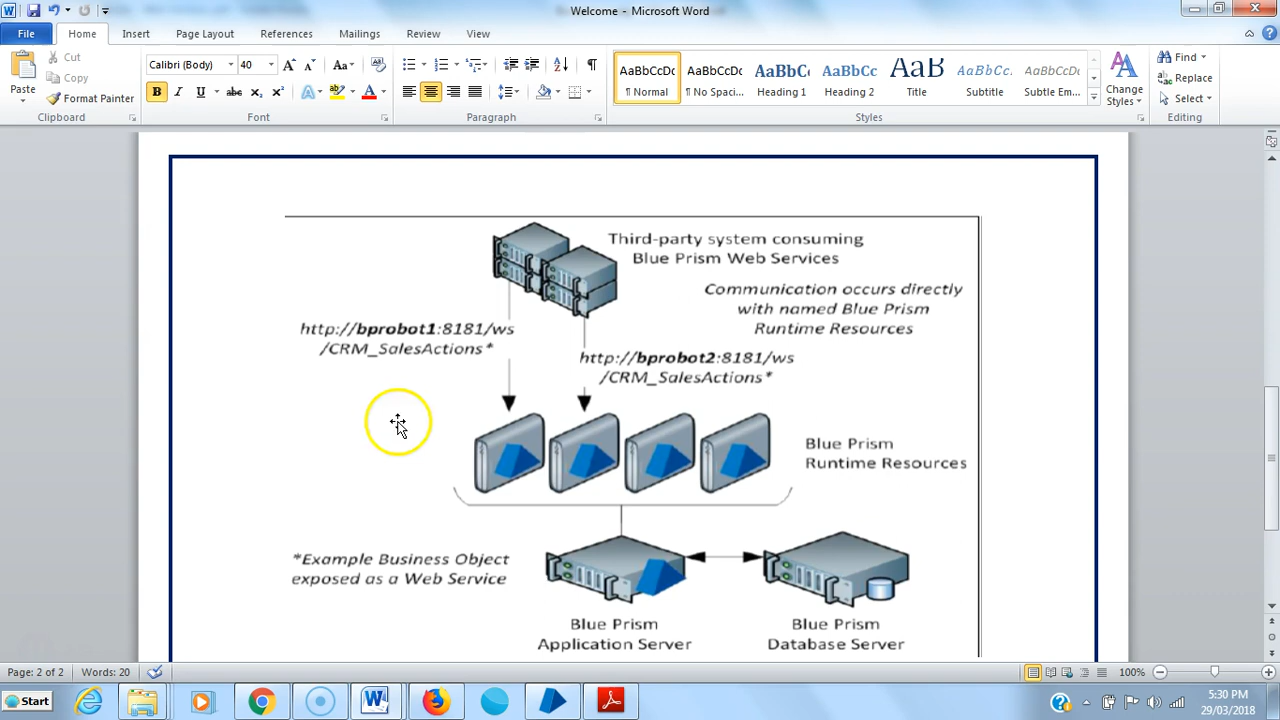 Welcome - Microsoft Word
File Home Insert Page Layout References Mailings Review View
Paste
Cut
Copy
Format Painter
Clipboard
Calibri (Body) 40
Font
Paragraph
AaBbCcDc AaBbCcDc AaBbCc AaBbCc AaB AaBbCcI AaBbCcDc
¶ Normal ¶ No Spaci... Heading 1 Heading 2 Title Subtitle Subtle Em...
Change Styles
Styles
Find
Replace
Select
Editing
Third-party system consuming
Blue Prism Web Services
Communication occurs directly
with named Blue Prism
Runtime Resources
http://bprobot1:8181/ws
/CRM_SalesActions*
http://bprobot2:8181/ws
/CRM_SalesActions*
Blue Prism
Runtime Resources
*Example Business Object
exposed as a Web Service
Blue Prism
Application Server
Blue Prism
Database Server
Page: 2 of 2 Words: 20 100%
Start 5:30 PM
29/03/2018